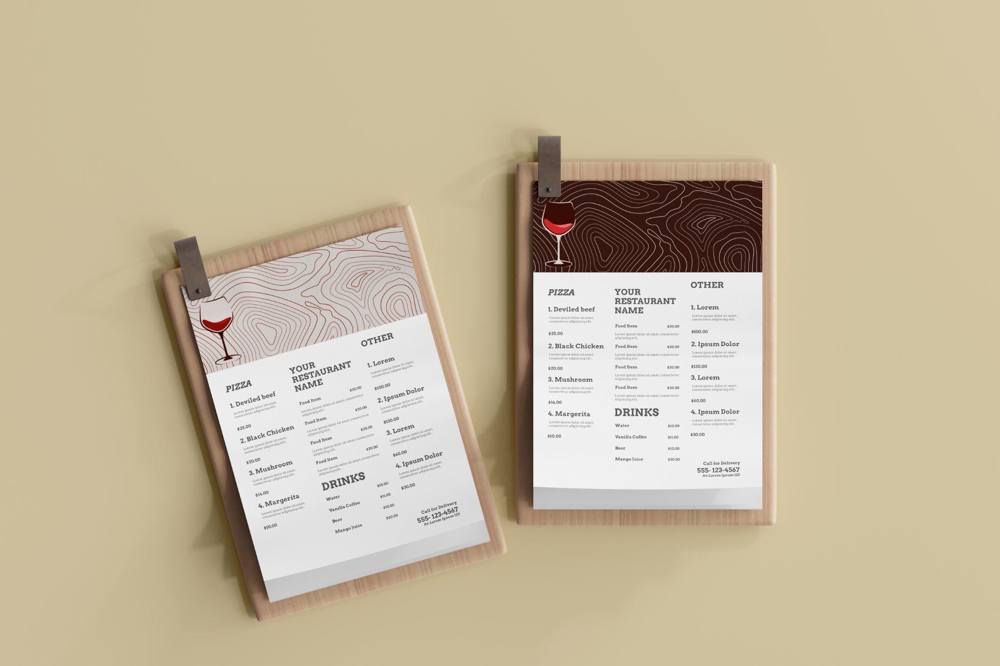 PIZZA
1. Deviled beef
Lorem ipsum dolor sit amet,
consectetur adipiscing elit..
$25.00
2. Black Chicken
Lorem ipsum dolor sit amet,
consectetur adipiscing elit..
$20.00
3. Mushroom
Lorem ipsum dolor sit amet,
consectetur adipiscing elit..
$14.00
4. Margerita
Lorem ipsum dolor sit amet,
consectetur adipiscing elit..
$10.00
YOUR
RESTAURANT
NAME
Food Item $20.00
Lorem ipsum dolor sit amet, consectetur
adipiscing elit..
Food Item $20.00
Lorem ipsum dolor sit amet, consectetur
adipiscing elit..
Food Item $20.00
Lorem ipsum dolor sit amet, consectetur
adipiscing elit..
Food Item $20.00
Lorem ipsum dolor sit amet, consectetur
adipiscing elit..
DRINKS
Water $10.00
Vanilla Coffee $11.00
Beer $10.00
Mango Juice $20.00
OTHER
1. Lorem
Lorem ipsum dolor sit amet,
consectetur adipiscing elit..
$100.00
2. Ipsum Dolor
Lorem ipsum dolor sit amet,
consectetur adipiscing elit..
$130.00
3. Lorem
Lorem ipsum dolor sit amet,
consectetur adipiscing elit..
$60.00
4. Ipsum Dolor
Lorem ipsum dolor sit amet,
consectetur adipiscing elit..
$30.00
Call for Delivery
555- 123-4567
Av.Lorem Ipsum 123
PIZZA
1. Deviled beef
Lorem ipsum dolor sit amet,
consectetur adipiscing elit..
$25.00
2. Black Chicken
Lorem ipsum dolor sit amet,
consectetur adipiscing elit..
$20.00
3. Mushroom
Lorem ipsum dolor sit amet,
consectetur adipiscing elit..
$14.00
4. Margerita
Lorem ipsum dolor sit amet,
consectetur adipiscing elit..
$10.00
YOUR
RESTAURANT
NAME
Food Item $20.00
Lorem ipsum dolor sit amet, consectetur
adipiscing elit..
Food Item $20.00
Lorem ipsum dolor sit amet, consectetur
adipiscing elit..
Food Item $20.00
Lorem ipsum dolor sit amet, consectetur
adipiscing elit..
Food Item $20.00
Lorem ipsum dolor sit amet, consectetur
adipiscing elit..
DRINKS
Water $10.00
Vanilla Coffee $11.00
Beer $10.00
Mango Juice $20.00
OTHER
1. Lorem
Lorem ipsum dolor sit amet,
consectetur adipiscing elit..
$100.00
2. Ipsum Dolor
Lorem ipsum dolor sit amet,
consectetur adipiscing elit..
$130.00
3. Lorem
Lorem ipsum dolor sit amet,
consectetur adipiscing elit..
$60.00
4. Ipsum Dolor
Lorem ipsum dolor sit amet,
consectetur adipiscing elit..
$30.00
Call for Delivery
555- 123-4567
Av.Lorem Ipsum 123